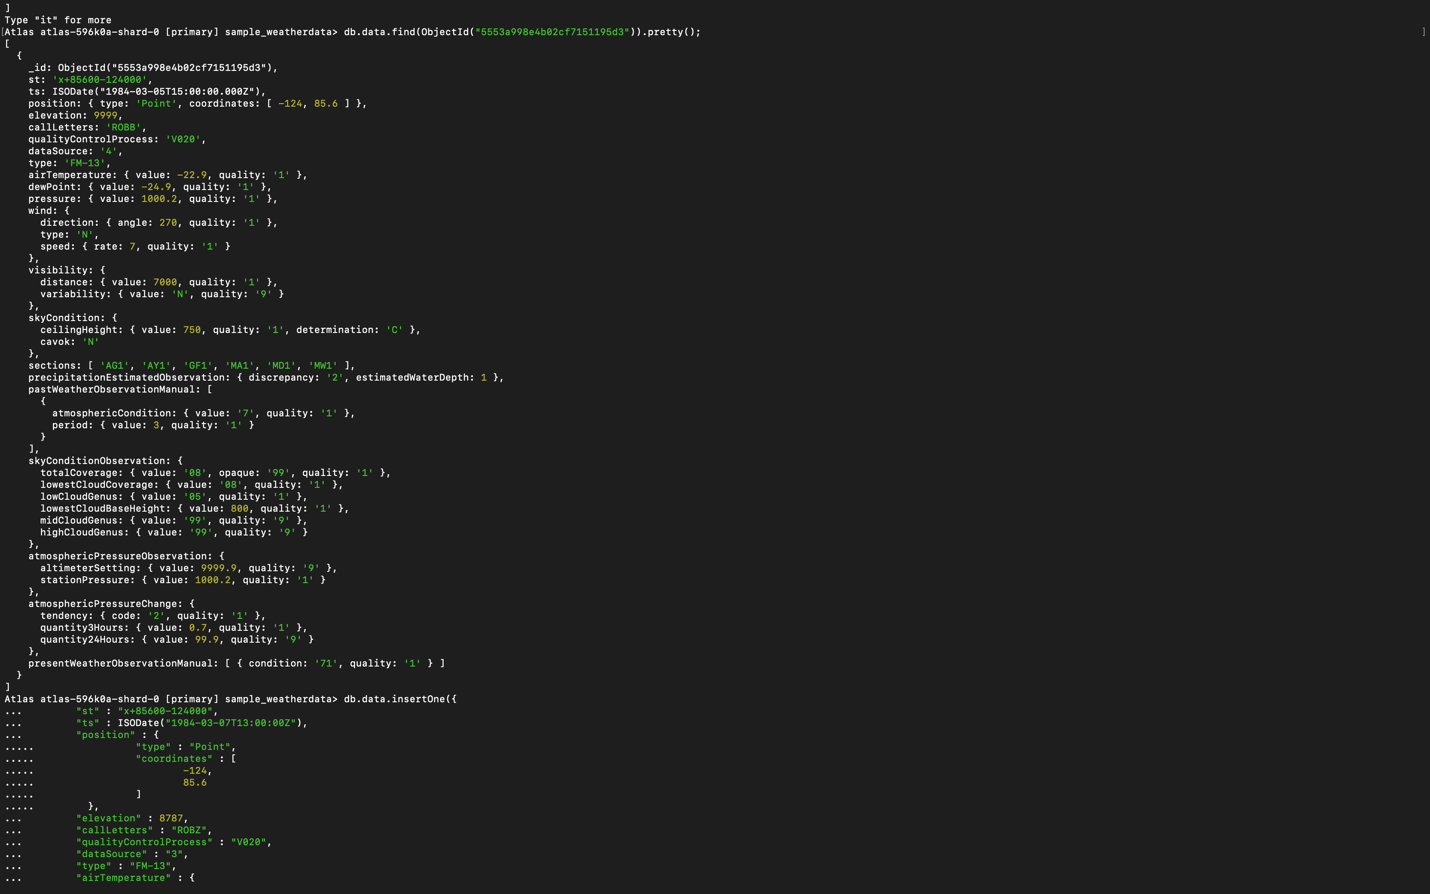 ]
Type "it" for more
[Atlas atlas-596k0a-shard-0 [primary] sample_weatherdata> db.data.find(ObjectId("5553a998e4b02cf7151195d3")).pretty(); ]
[
  {
    _id: ObjectId("5553a998e4b02cf7151195d3"),
    st: 'x+85600-124000',
    ts: ISODate("1984-03-05T15:00:00.000Z"),
    position: { type: 'Point', coordinates: [ -124, 85.6 ] },
    elevation: 9999,
    callLetters: 'ROBB',
    qualityControlProcess: 'V020',
    dataSource: '4',
    type: 'FM-13',
    airTemperature: { value: -22.9, quality: '1' },
    dewPoint: { value: -24.9, quality: '1' },
    pressure: { value: 1000.2, quality: '1' },
    wind: {
      direction: { angle: 270, quality: '1' },
      type: 'N',
      speed: { rate: 7, quality: '1' }
    },
    visibility: {
      distance: { value: 7000, quality: '1' },
      variability: { value: 'N', quality: '9' }
    },
    skyCondition: {
      ceilingHeight: { value: 750, quality: '1', determination: 'C' },
      cavok: 'N'
    },
    sections: [ 'AG1', 'AY1', 'GF1', 'MA1', 'MD1', 'MW1' ],
    precipitationEstimatedObservation: { discrepancy: '2', estimatedWaterDepth: 1 },
    pastWeatherObservationManual: [
      {
        atmosphericCondition: { value: '7', quality: '1' },
        period: { value: 3, quality: '1' }
      }
    ],
    skyConditionObservation: {
      totalCoverage: { value: '08', opaque: '99', quality: '1' },
      lowestCloudCoverage: { value: '08', quality: '1' },
      lowCloudGenus: { value: '05', quality: '1' },
      lowestCloudBaseHeight: { value: 800, quality: '1' },
      midCloudGenus: { value: '99', quality: '9' },
      highCloudGenus: { value: '99', quality: '9' }
    },
    atmosphericPressureObservation: {
      altimeterSetting: { value: 9999.9, quality: '9' },
      stationPressure: { value: 1000.2, quality: '1' }
    },
    atmosphericPressureChange: {
      tendency: { code: '2', quality: '1' },
      quantity3Hours: { value: 0.7, quality: '1' },
      quantity24Hours: { value: 99.9, quality: '9' }
    },
    presentWeatherObservationManual: [ { condition: '71', quality: '1' } ]
  }
]
Atlas atlas-596k0a-shard-0 [primary] sample_weatherdata> db.data.insertOne({
...         "st" : "x+85600-124000",
...         "ts" : ISODate("1984-03-07T13:00:00Z"),
...         "position" : {
.....                 "type" : "Point",
.....                 "coordinates" : [
.....                         -124,
.....                         85.6
.....                 ]
.....         },
...         "elevation" : 8787,
...         "callLetters" : "ROBZ",
...         "qualityControlProcess" : "V020",
...         "dataSource" : "3",
...         "type" : "FM-13",
...         "airTemperature" : {